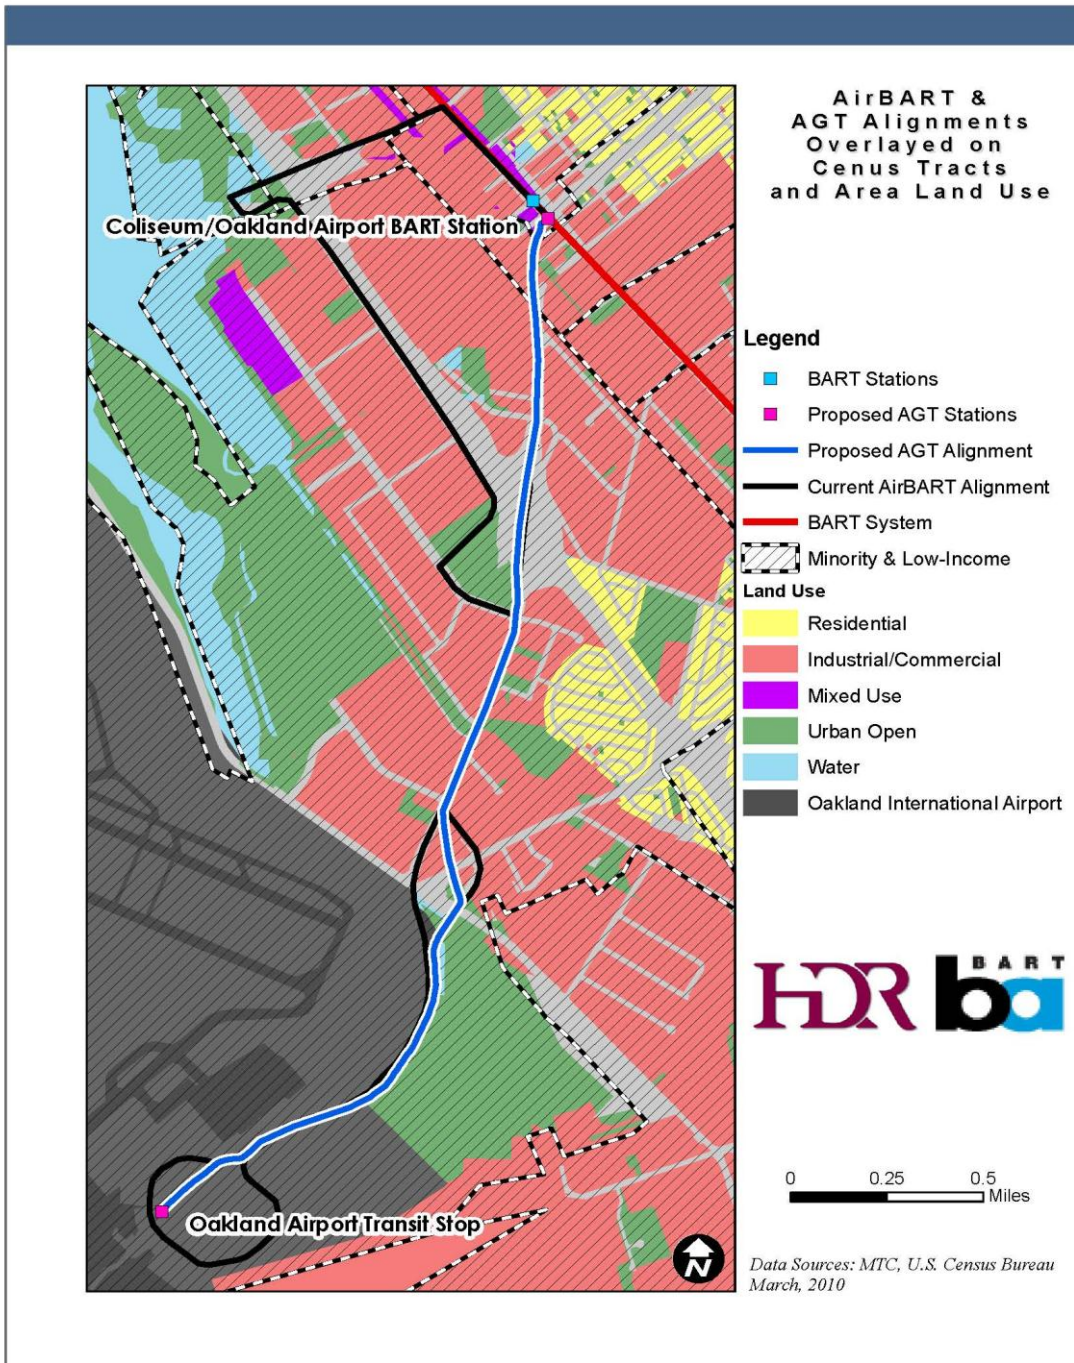 AirBART &
AGT Alignments
Overlayed on
Cenus Tracts
and Area Land Use
Coliseum/Oakland Airport BART Station
Legend
BART Stations
Proposed AGT Stations
Proposed AGT Alignment
Current AirBART Alignment
BART System
Minority & Low-Income
Land Use
Residential
Industrial/Commercial
Mixed Use
Urban Open
Water
Oakland International Airport
HDR
BART
ba
0 0.25 0.5
Miles
Oakland Airport Transit Stop
N
Data Sources: MTC, U.S. Census Bureau
March, 2010